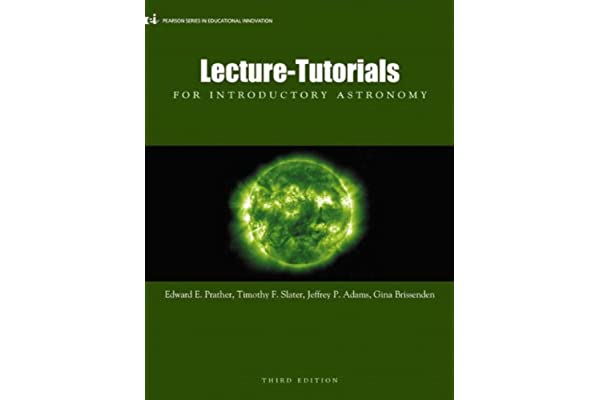 ei PEARSON SERIES IN EDUCATIONAL INNOVATION
Lecture-Tutorials
FOR INTRODUCTORY ASTRONOMY
Edward E. Prather, Timothy F. Slater, Jeffrey P. Adams, Gina Brissenden
THIRD EDITION